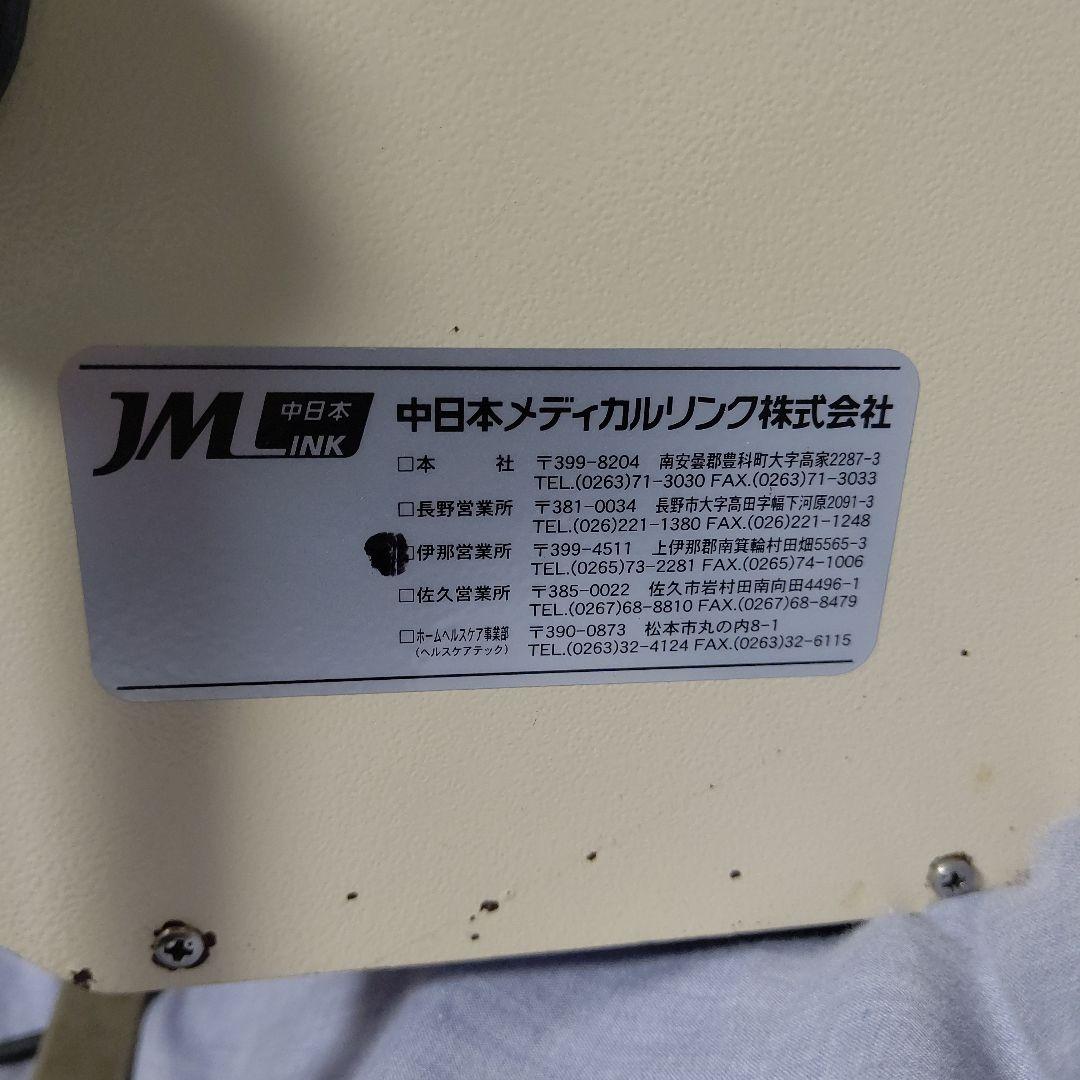 JML INK 中日本
中日本メディカルリンク株式会社
□本 社 〒399-8204 南安曇郡豊科町大字高家2287-3
TEL.(0263)71-3030 FAX.(0263)71-3033
□長野営業所 〒381-0034 長野市大字高田字幅下河原2091-3
TEL.(026)221-1380 FAX.(026)221-1248
□伊那営業所 〒399-4511 上伊那郡南箕輪村田畑5565-3
TEL.(0265)73-2281 FAX.(0265)74-1006
□佐久営業所 〒385-0022 佐久市岩村田南向田4496-1
TEL.(0267)68-8810 FAX.(0267)68-8479
□ホームヘルスケア事業部 〒390-0873 松本市丸の内8-1
(ヘルスケアテック) TEL.(0263)32-4124 FAX.(0263)32-6115